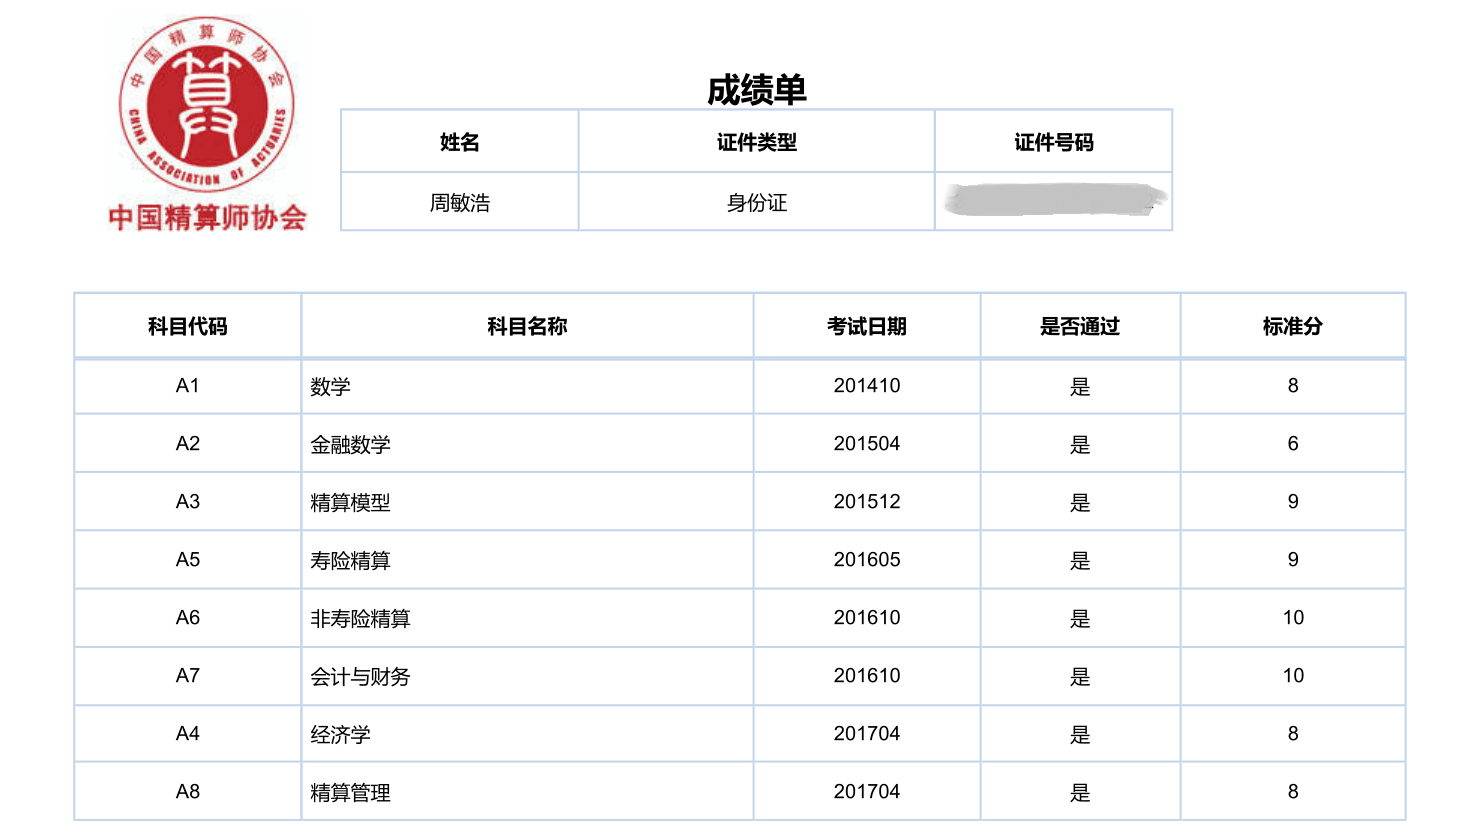 中国精算师协会
CHINA ASSOCIATION OF ACTUARIES
中国精算师协会
成绩单
姓名 证件类型 证件号码
周敏浩 身份证
科目代码 科目名称 考试日期 是否通过 标准分
A1 数学 201410 是 8
A2 金融数学 201504 是 6
A3 精算模型 201512 是 9
A5 寿险精算 201605 是 9
A6 非寿险精算 201610 是 10
A7 会计与财务 201610 是 10
A4 经济学 201704 是 8
A8 精算管理 201704 是 8